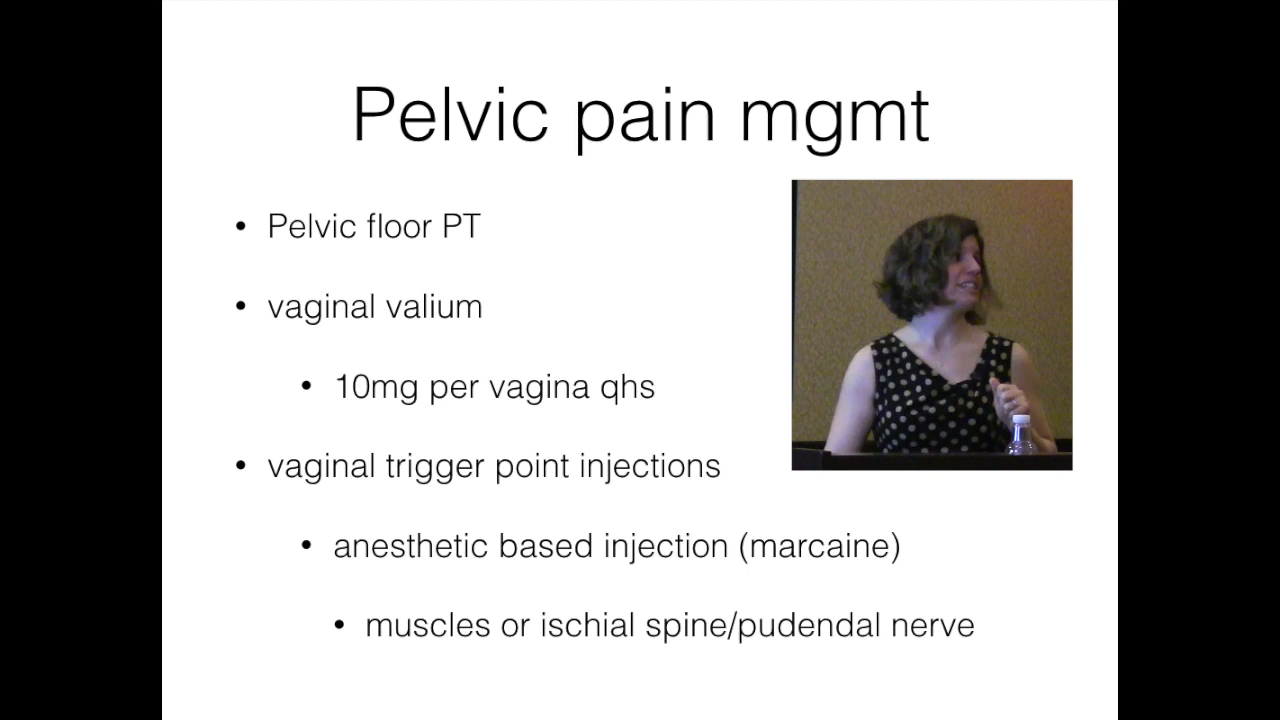 Pelvic pain mgmt
• Pelvic floor PT
• vaginal valium
• 10mg per vagina qhs
• vaginal trigger point injections
• anesthetic based injection (marcaine)
• muscles or ischial spine/pudendal nerve